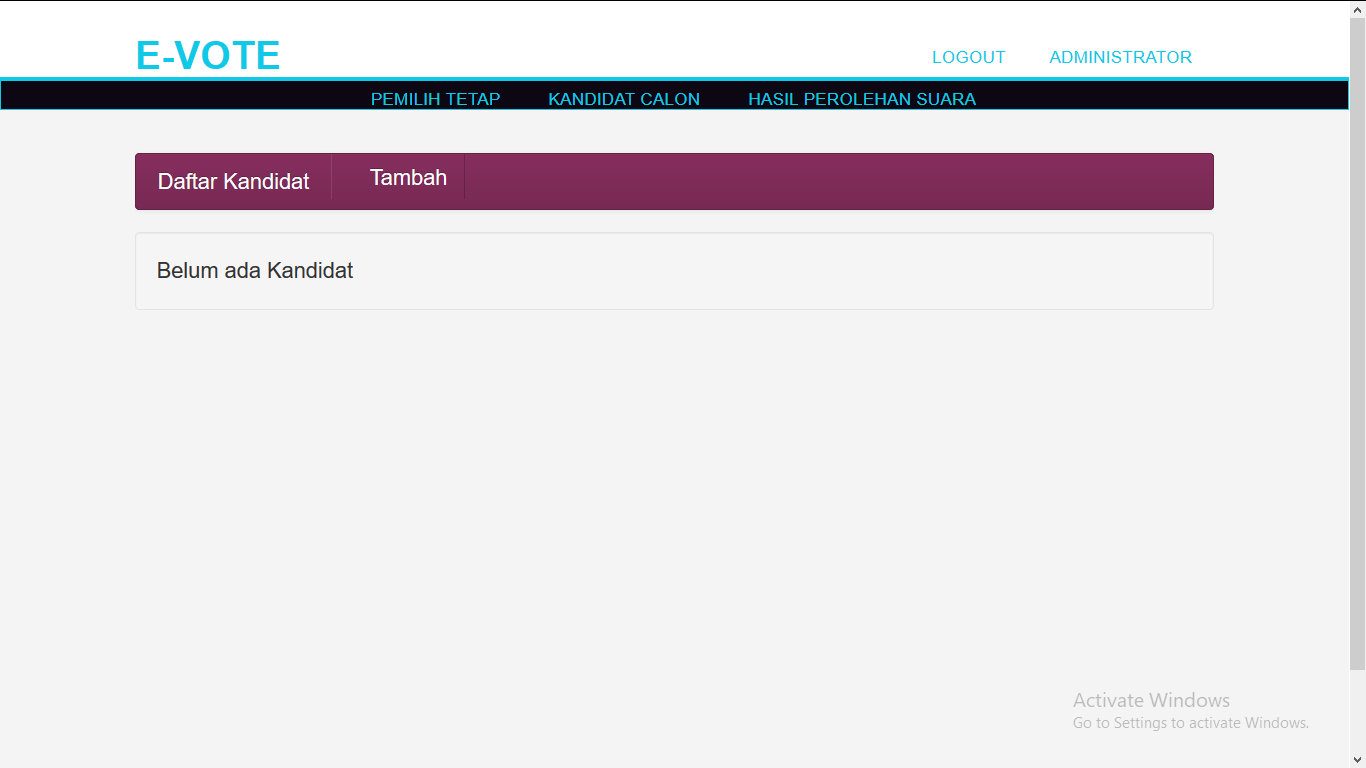 E-VOTE
LOGOUT ADMINISTRATOR
PEMILIH TETAP KANDIDAT CALON HASIL PEROLEHAN SUARA
Daftar Kandidat Tambah
Belum ada Kandidat
Activate Windows
Go to Settings to activate Windows.